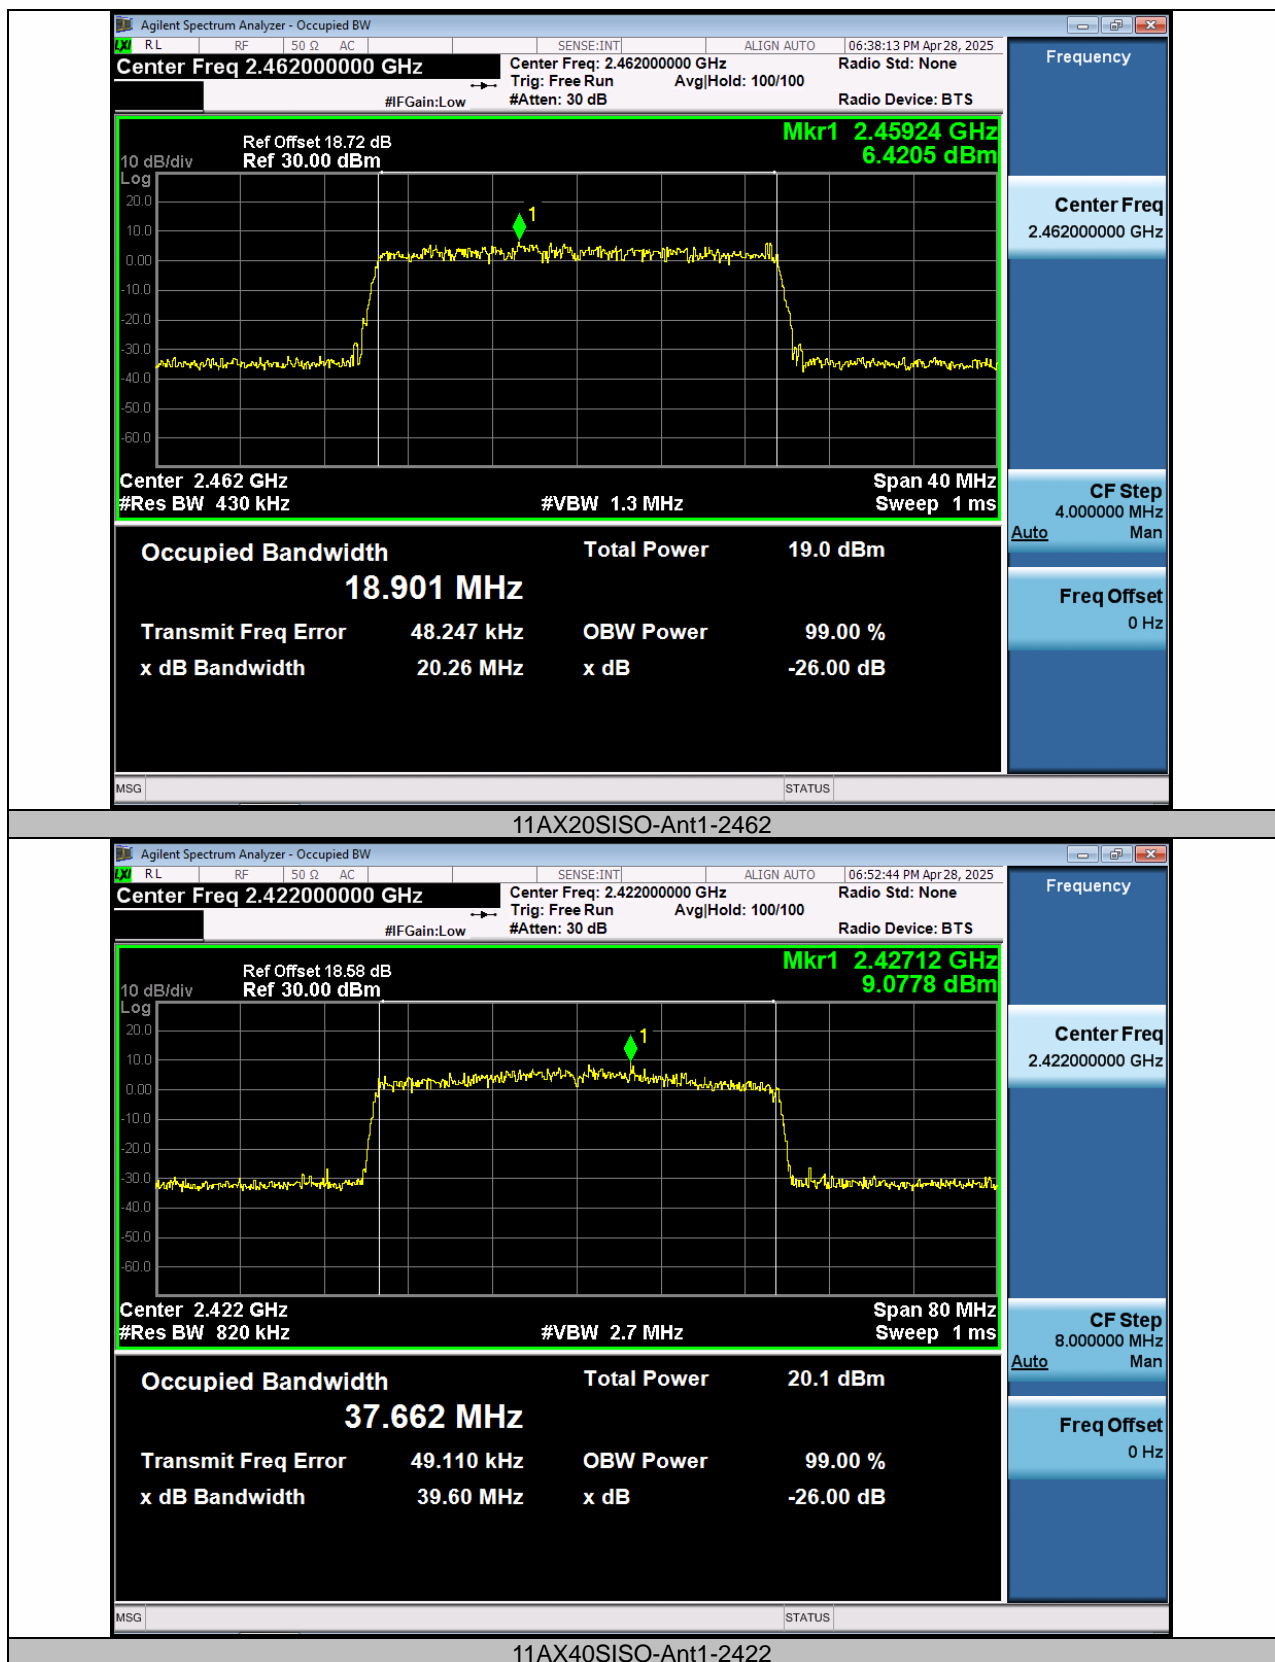 Agilent Spectrum Analyzer - Occupied BW
LXI RL RF 50 Ω AC SENSE:INT ALIGN AUTO 06:38:13 PM Apr 28, 2025
Center Freq 2.462000000 GHz
Center Freq: 2.462000000 GHz Radio Std: None
Trig: Free Run Avg|Hold: 100/100
#IFGain:Low #Atten: 30 dB Radio Device: BTS
Frequency
Mkr1 2.45924 GHz
6.4205 dBm
Ref Offset 18.72 dB
10 dB/div Ref 30.00 dBm
Log
20.0
10.0
0.00
-10.0
-20.0
-30.0
-40.0
-50.0
-60.0
1
Center 2.462 GHz Span 40 MHz
#Res BW 430 kHz #VBW 1.3 MHz Sweep 1 ms
Center Freq
2.462000000 GHz
CF Step
4.000000 MHz
Auto Man
Freq Offset
0 Hz
Occupied Bandwidth Total Power 19.0 dBm
18.901 MHz
Transmit Freq Error 48.247 kHz OBW Power 99.00 %
x dB Bandwidth 20.26 MHz x dB -26.00 dB
MSG STATUS
11AX20SISO-Ant1-2462
Agilent Spectrum Analyzer - Occupied BW
LXI RL RF 50 Ω AC SENSE:INT ALIGN AUTO 06:52:44 PM Apr 28, 2025
Center Freq 2.422000000 GHz
Center Freq: 2.422000000 GHz Radio Std: None
Trig: Free Run Avg|Hold: 100/100
#IFGain:Low #Atten: 30 dB Radio Device: BTS
Frequency
Mkr1 2.42712 GHz
9.0778 dBm
Ref Offset 18.58 dB
10 dB/div Ref 30.00 dBm
Log
20.0
10.0
0.00
-10.0
-20.0
-30.0
-40.0
-50.0
-60.0
1
Center 2.422 GHz Span 80 MHz
#Res BW 820 kHz #VBW 2.7 MHz Sweep 1 ms
Center Freq
2.422000000 GHz
CF Step
8.000000 MHz
Auto Man
Freq Offset
0 Hz
Occupied Bandwidth Total Power 20.1 dBm
37.662 MHz
Transmit Freq Error 49.110 kHz OBW Power 99.00 %
x dB Bandwidth 39.60 MHz x dB -26.00 dB
MSG STATUS
11AX40SISO-Ant1-2422